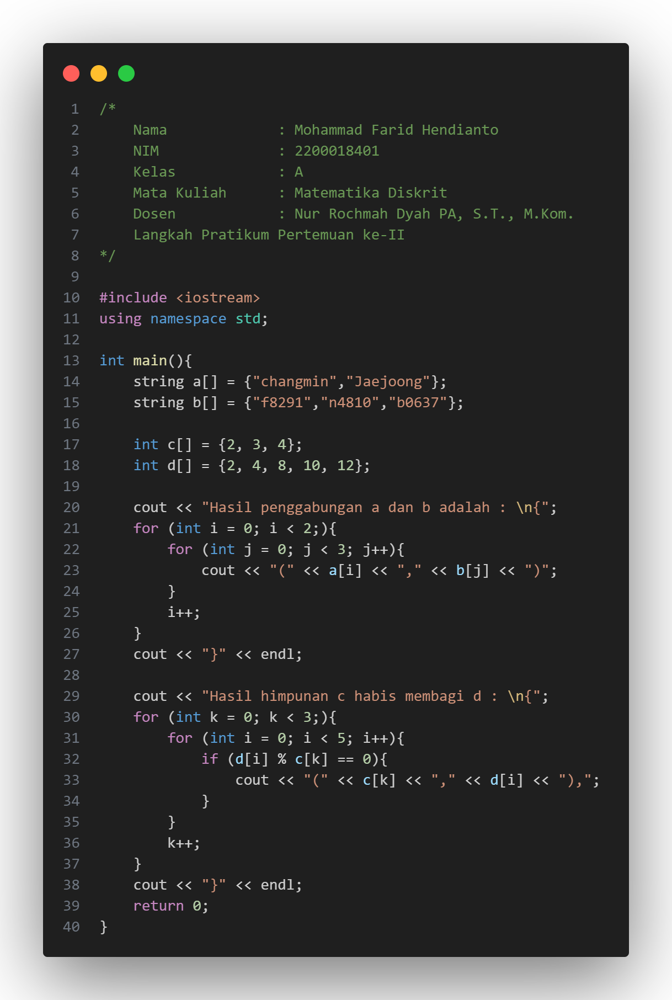 1 /*
2     Nama             : Mohammad Farid Hendianto
3     NIM              : 2200018401
4     Kelas            : A
5     Mata Kuliah      : Matematika Diskrit
6     Dosen            : Nur Rochmah Dyah PA, S.T., M.Kom.
7     Langkah Pratikum Pertemuan ke-II
8 */
9
10 #include <iostream>
11 using namespace std;
12
13 int main(){
14     string a[] = {"changmin","Jaejoong"};
15     string b[] = {"f8291","n4810","b0637"};
16
17     int c[] = {2, 3, 4};
18     int d[] = {2, 4, 8, 10, 12};
19
20     cout << "Hasil penggabungan a dan b adalah : \n{";
21     for (int i = 0; i < 2;){
22         for (int j = 0; j < 3; j++){
23             cout << "(" << a[i] << "," << b[j] << ")";
24         }
25         i++;
26     }
27     cout << "}" << endl;
28
29     cout << "Hasil himpunan c habis membagi d : \n{";
30     for (int k = 0; k < 3;){
31         for (int i = 0; i < 5; i++){
32             if (d[i] % c[k] == 0){
33                 cout << "(" << c[k] << "," << d[i] << "),";
34             }
35         }
36         k++;
37     }
38     cout << "}" << endl;
39     return 0;
40 }